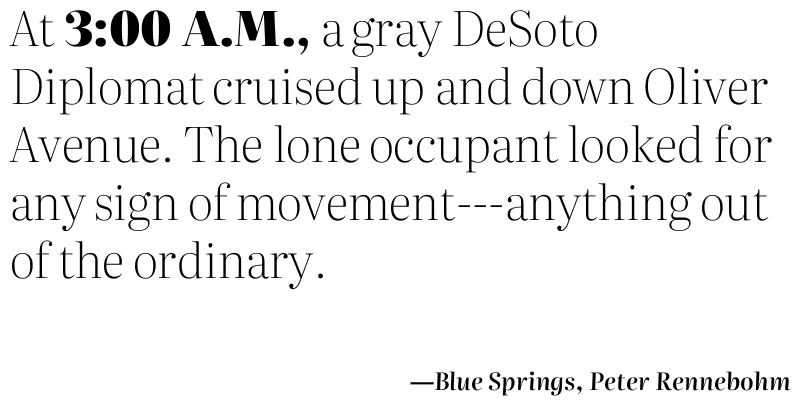 At 3:00 A.M., a gray DeSoto
Diplomat cruised up and down Oliver
Avenue. The lone occupant looked for
any sign of movement---anything out
of the ordinary.
—Blue Springs, Peter Rennebohm